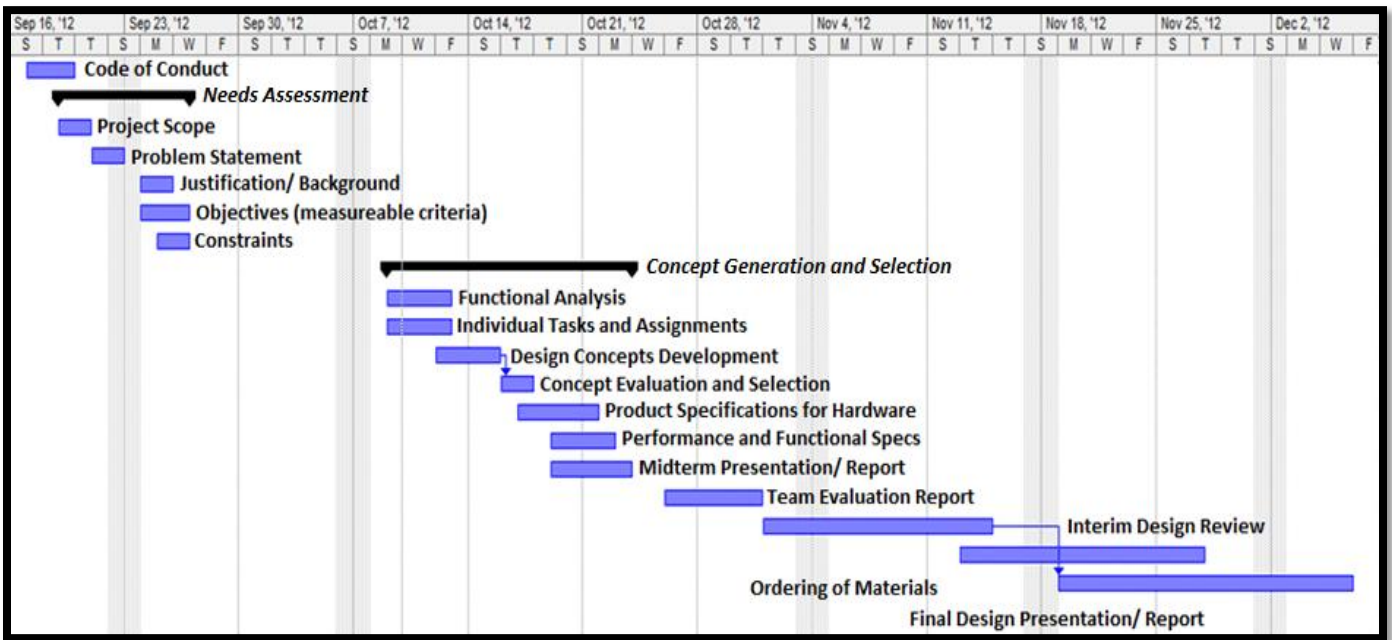 Sep 16, '12 Sep 23, '12 Sep 30, '12 Oct 7, '12 Oct 14, '12 Oct 21, '12 Oct 28, '12 Nov 4, '12 Nov 11, '12 Nov 18, '12 Nov 25, '12 Dec 2, '12
S T T S M W F S T T S M W F S T T S M W F S T T S M W F S T T S M W F S T T S M W F
Code of Conduct
Needs Assessment
Project Scope
Problem Statement
Justification/ Background
Objectives (measureable criteria)
Constraints
Concept Generation and Selection
Functional Analysis
Individual Tasks and Assignments
Design Concepts Development
Concept Evaluation and Selection
Product Specifications for Hardware
Performance and Functional Specs
Midterm Presentation/ Report
Team Evaluation Report
Interim Design Review
Ordering of Materials
Final Design Presentation/ Report